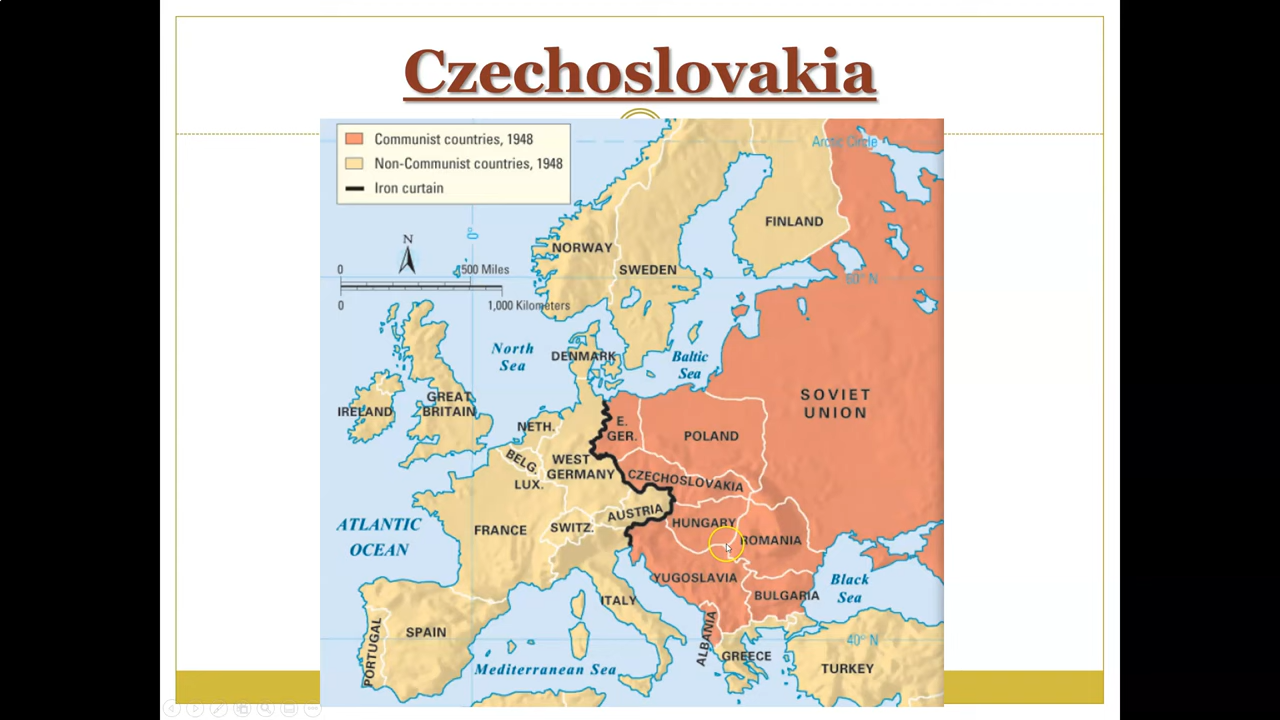 Czechoslovakia
Communist countries, 1948
Non-Communist countries, 1948
Iron curtain
Arctic Circle
N
0°
0
500 Miles
0
1,000 Kilometers
NORWAY
SWEDEN
FINLAND
60° N
North
Sea
DENMARK
Baltic
Sea
IRELAND
GREAT
BRITAIN
SOVIET
UNION
NETH.
E.
GER.
POLAND
BELG.
WEST
GERMANY
LUX.
CZECHOSLOVAKIA
ATLANTIC
OCEAN
FRANCE
SWITZ.
AUSTRIA
HUNGARY
ROMANIA
YUGOSLAVIA
BULGARIA
Black
Sea
ITALY
PORTUGAL
SPAIN
ALBANIA
GREECE
40° N
TURKEY
Mediterranean Sea